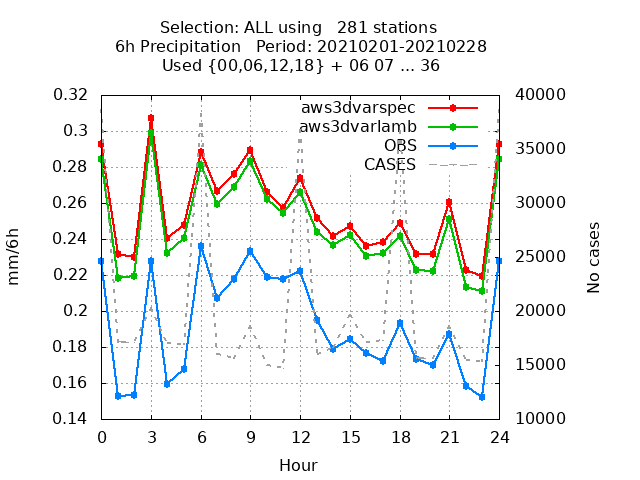 Selection: ALL using   281 stations
6h Precipitation   Period: 20210201-20210228
Used {00,06,12,18} + 06 07 ... 36
0.32
0.3
0.28
0.26
0.24
0.22
0.2
0.18
0.16
0.14
mm/6h
aws3dvarspec
aws3dvarlamb
OBS
CASES
40000
35000
30000
25000
20000
15000
10000
No cases
0 3 6 9 12 15 18 21 24
Hour